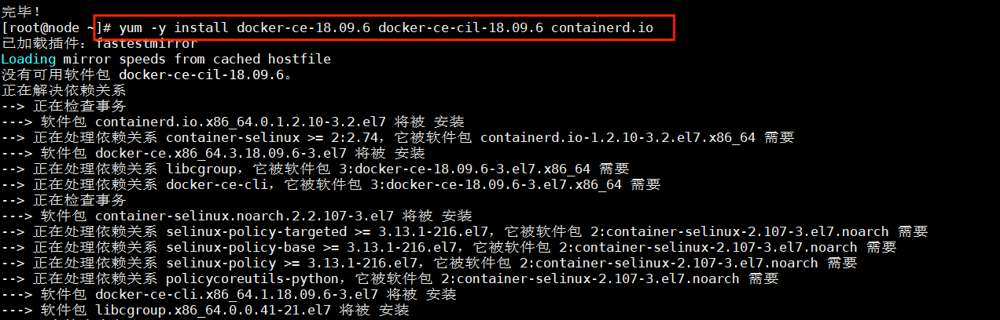 完毕！
[root@node ~]# yum -y install docker-ce-18.09.6 docker-ce-cil-18.09.6 containerd.io
已加载插件：fastestmirror
Loading mirror speeds from cached hostfile
没有可用软件包 docker-ce-cil-18.09.6。
正在解决依赖关系
--> 正在检查事务
---> 软件包 containerd.io.x86_64.0.1.2.10-3.2.el7 将被 安装
--> 正在处理依赖关系 container-selinux >= 2:2.74，它被软件包 containerd.io-1.2.10-3.2.el7.x86_64 需要
---> 软件包 docker-ce.x86_64.3.18.09.6-3.el7 将被 安装
--> 正在处理依赖关系 libcgroup，它被软件包 3:docker-ce-18.09.6-3.el7.x86_64 需要
--> 正在处理依赖关系 docker-ce-cli，它被软件包 3:docker-ce-18.09.6-3.el7.x86_64 需要
--> 正在检查事务
---> 软件包 container-selinux.noarch.2.2.107-3.el7 将被 安装
--> 正在处理依赖关系 selinux-policy-targeted >= 3.13.1-216.el7，它被软件包 2:container-selinux-2.107-3.el7.noarch 需要
--> 正在处理依赖关系 selinux-policy-base >= 3.13.1-216.el7，它被软件包 2:container-selinux-2.107-3.el7.noarch 需要
--> 正在处理依赖关系 selinux-policy >= 3.13.1-216.el7，它被软件包 2:container-selinux-2.107-3.el7.noarch 需要
--> 正在处理依赖关系 policycoreutils-python，它被软件包 2:container-selinux-2.107-3.el7.noarch 需要
---> 软件包 docker-ce-cli.x86_64.1.18.09.6-3.el7 将被 安装
---> 软件包 libcgroup.x86_64.0.0.41-21.el7 将被 安装